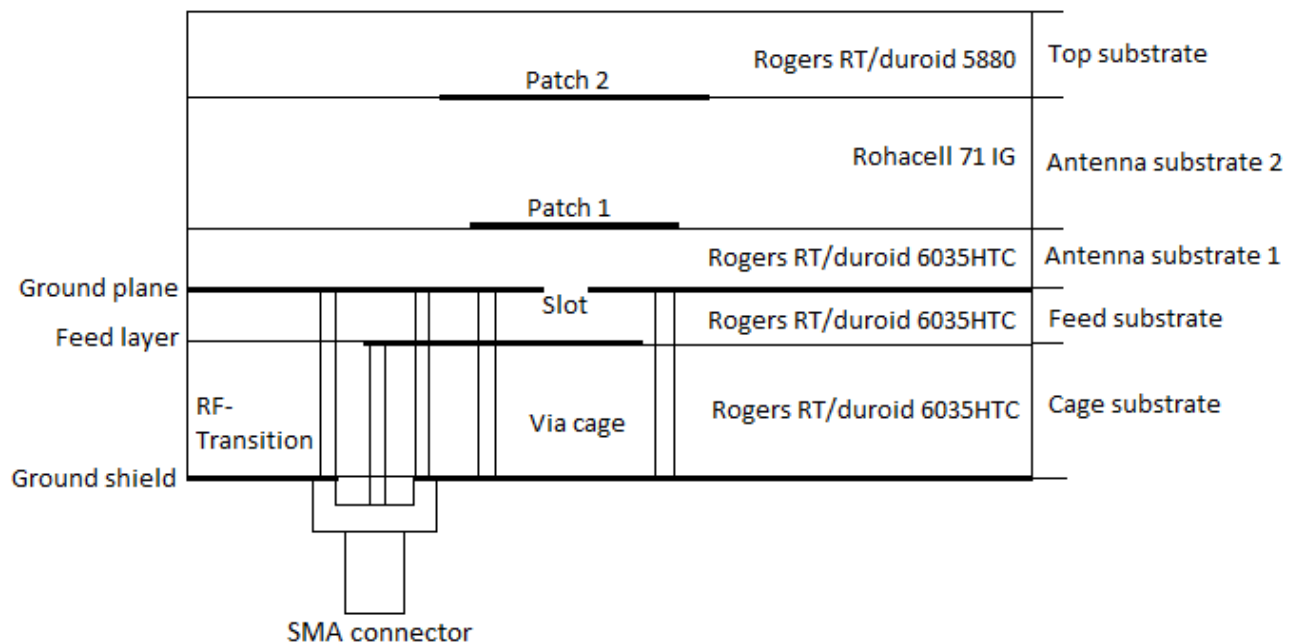 Rogers RT/duroid 5880
Top substrate
Patch 2
Rohacell 71 IG
Antenna substrate 2
Patch 1
Rogers RT/duroid 6035HTC
Antenna substrate 1
Ground plane
Slot
Rogers RT/duroid 6035HTC
Feed substrate
Feed layer
RF-
Transition
Via cage
Rogers RT/duroid 6035HTC
Cage substrate
Ground shield
SMA connector